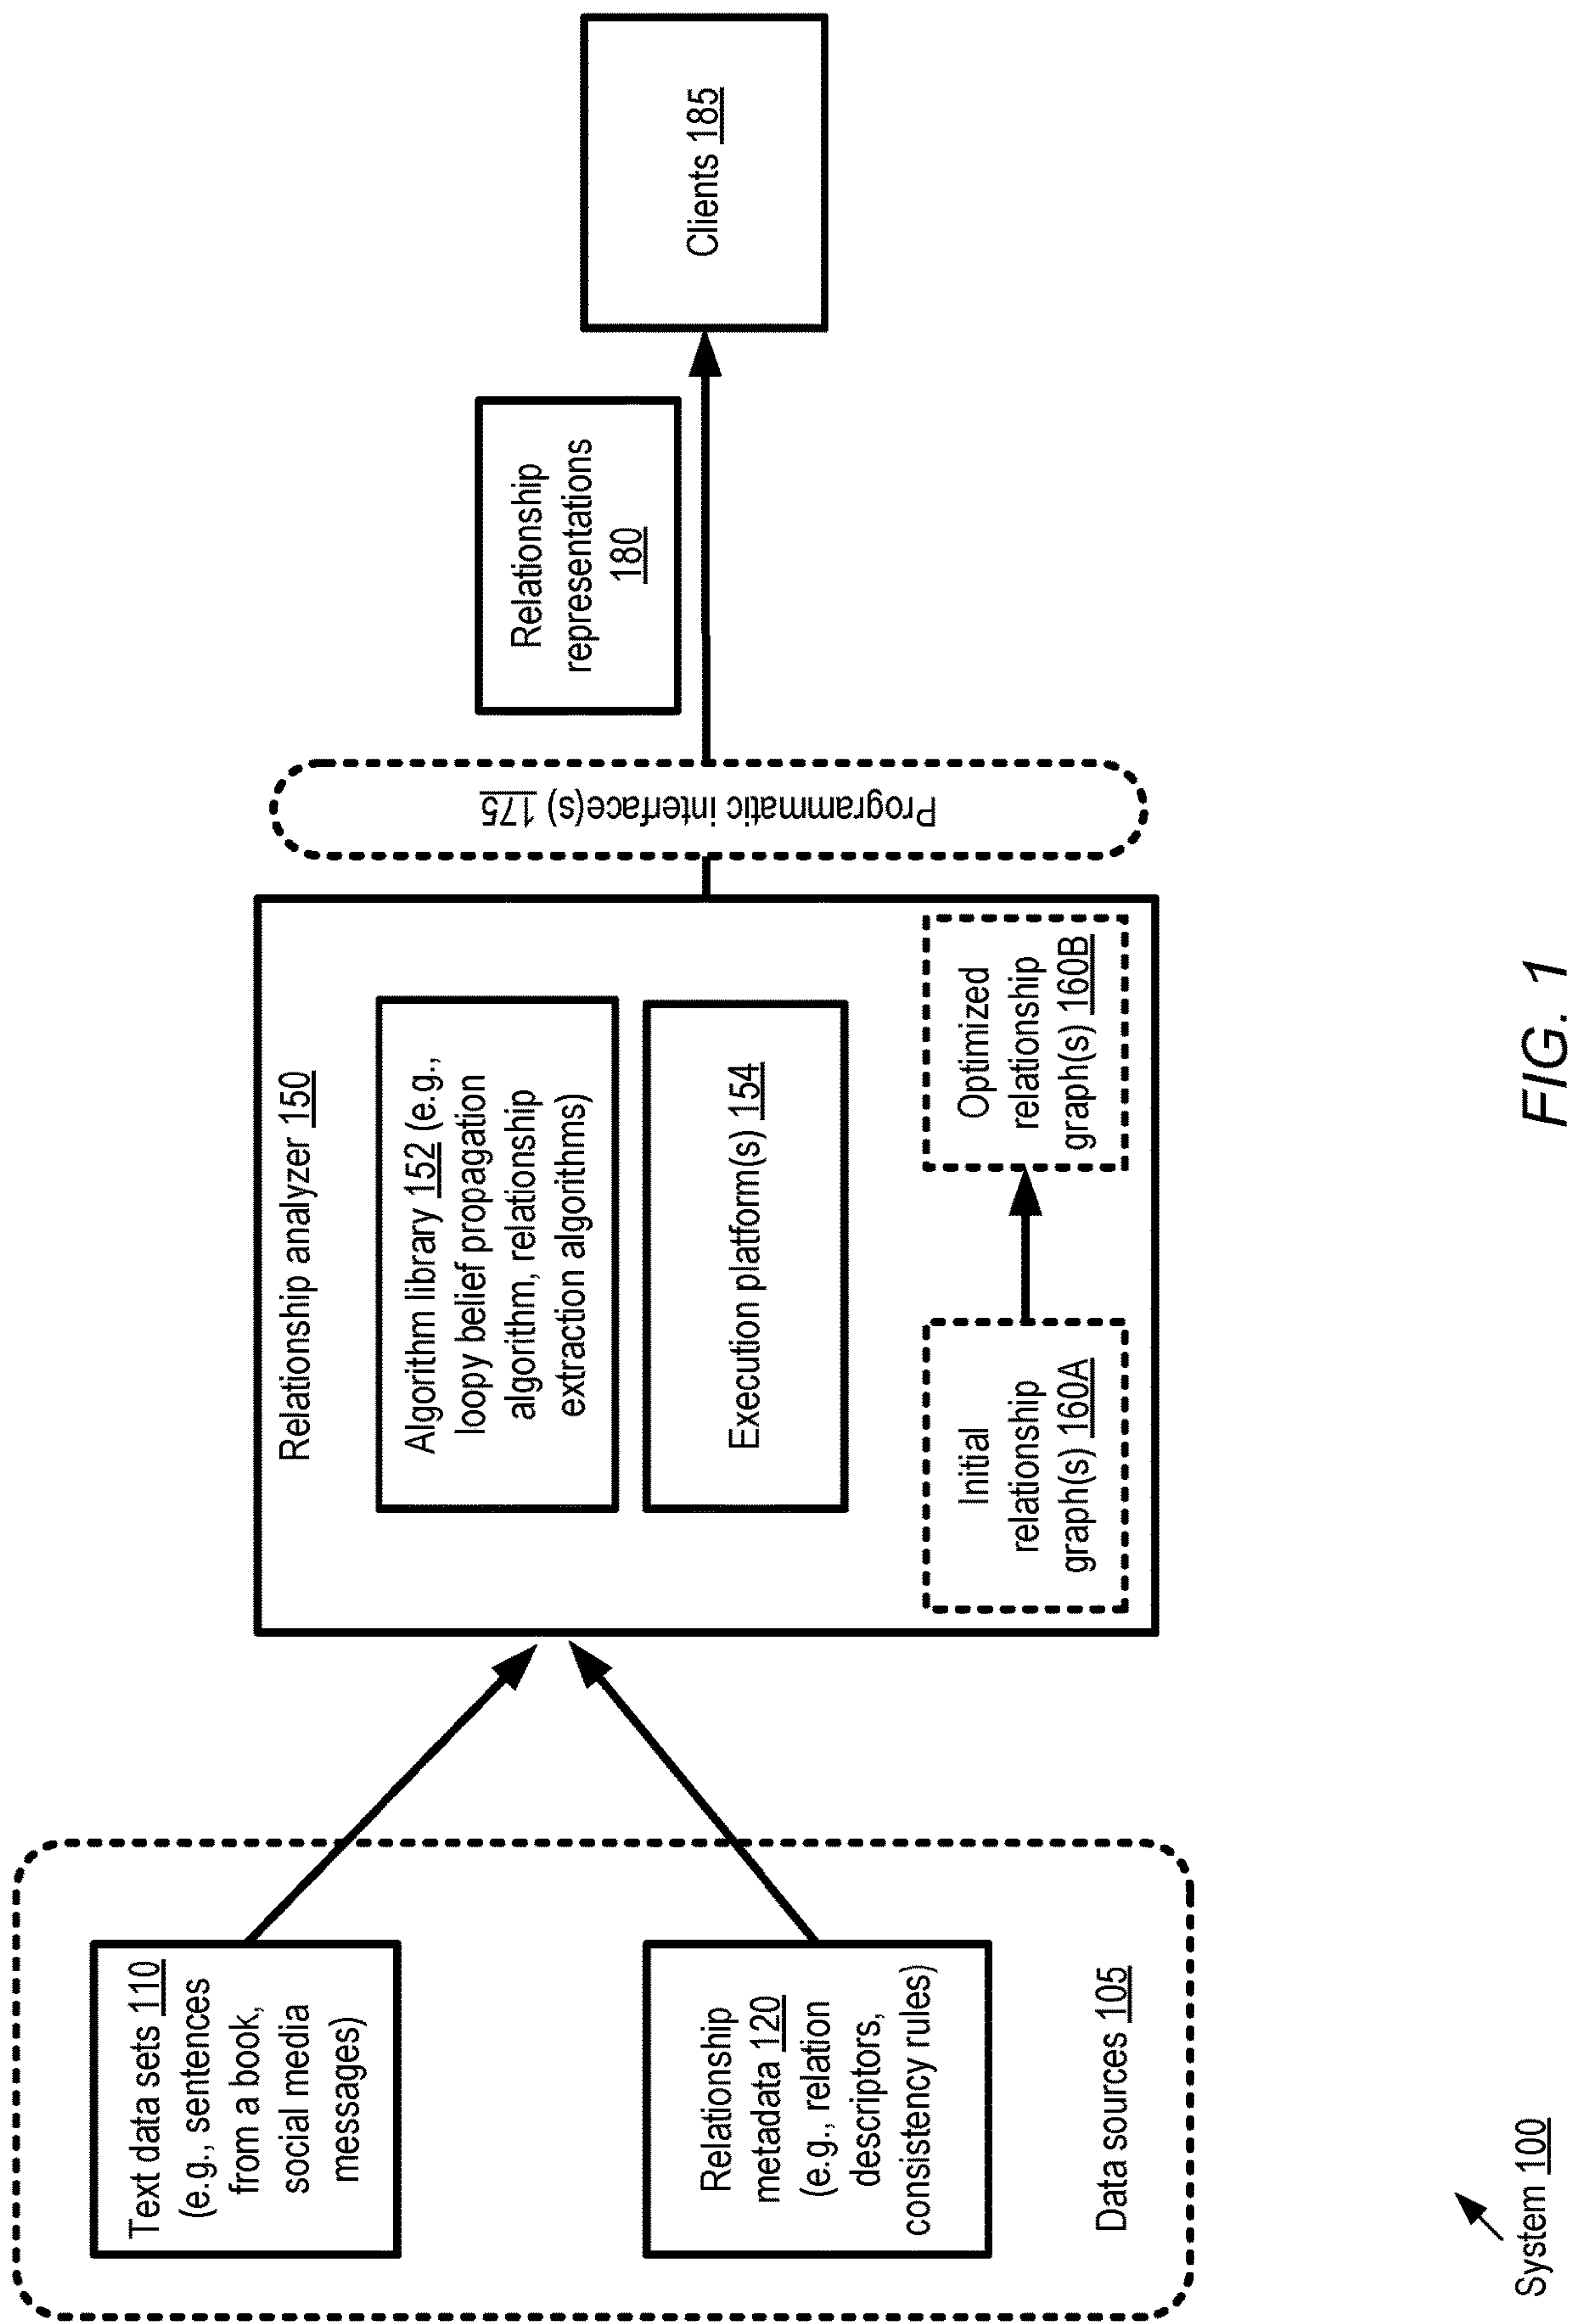 Text data sets 110
(e.g., sentences
from a book,
social media
messages)
Relationship
metadata 120
(e.g., relation
descriptors,
consistency rules)
Data sources 105
Relationship analyzer 150
Algorithm library 152 (e.g.,
loopy belief propagation
algorithm, relationship
extraction algorithms)
Execution platform(s) 154
Initial
relationship
graph(s) 160A
Optimized
relationship
graph(s) 160B
Programmatic interface(s) 175
Relationship
representations
180
Clients 185
System 100
FIG. 1